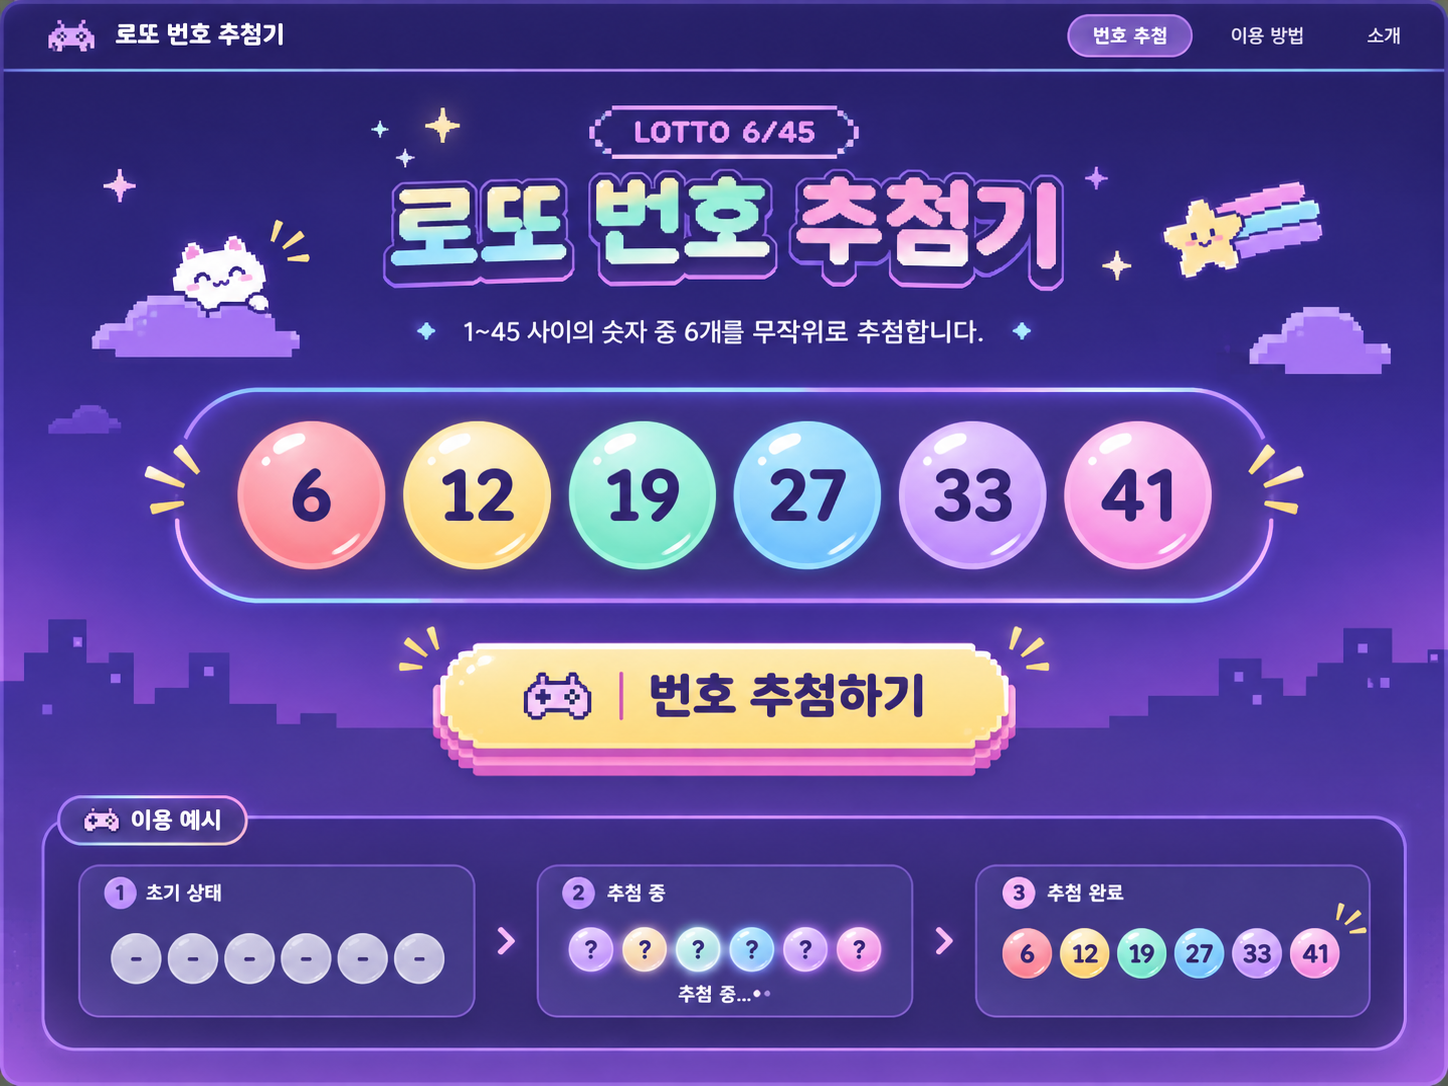 로또 번호 추첨기
번호 추첨
이용 방법
소개
LOTTO 6/45
로또 번호 추첨기
1~45 사이의 숫자 중 6개를 무작위로 추첨합니다.
6 12 19 27 33 41
번호 추첨하기
이용 예시
1 초기 상태
- - - - - -
2 추첨 중
? ? ? ? ? ?
추첨 중...
3 추첨 완료
6 12 19 27 33 41